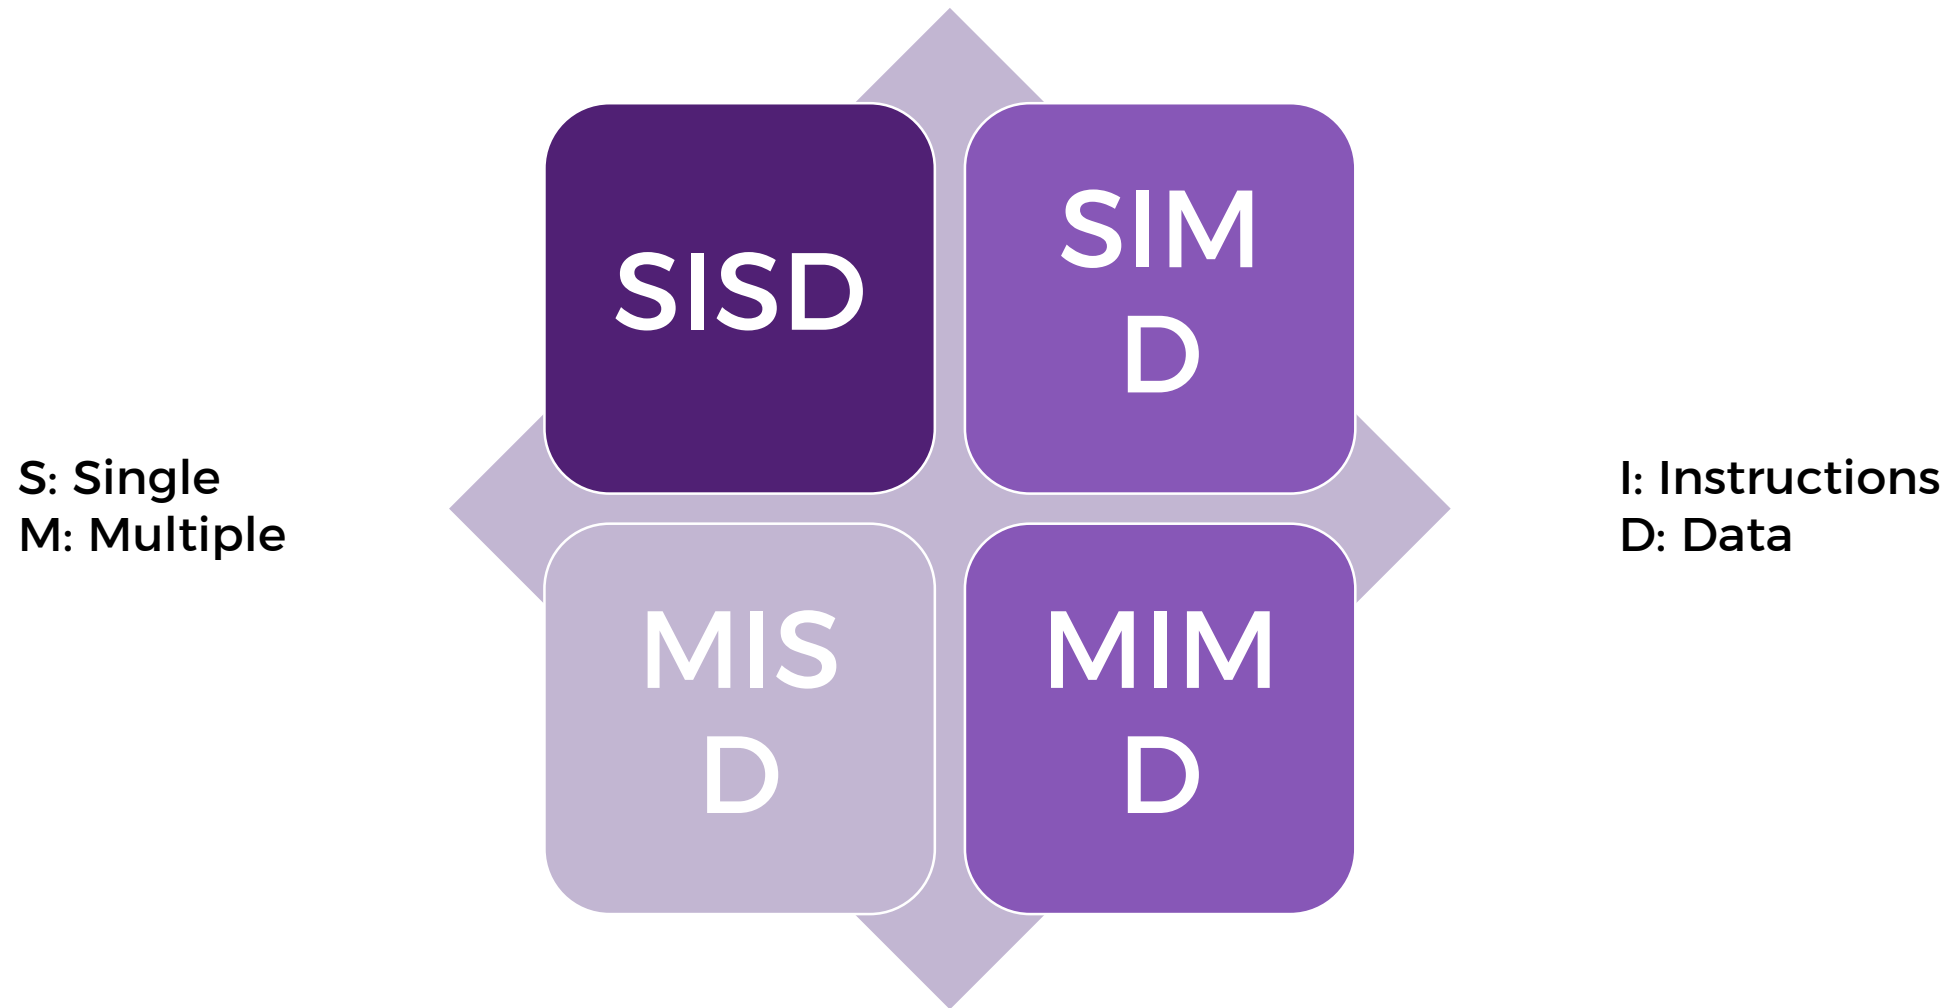 SISD
SIM
D
S: Single
M: Multiple
I: Instructions
D: Data
MIS
D
MIM
D